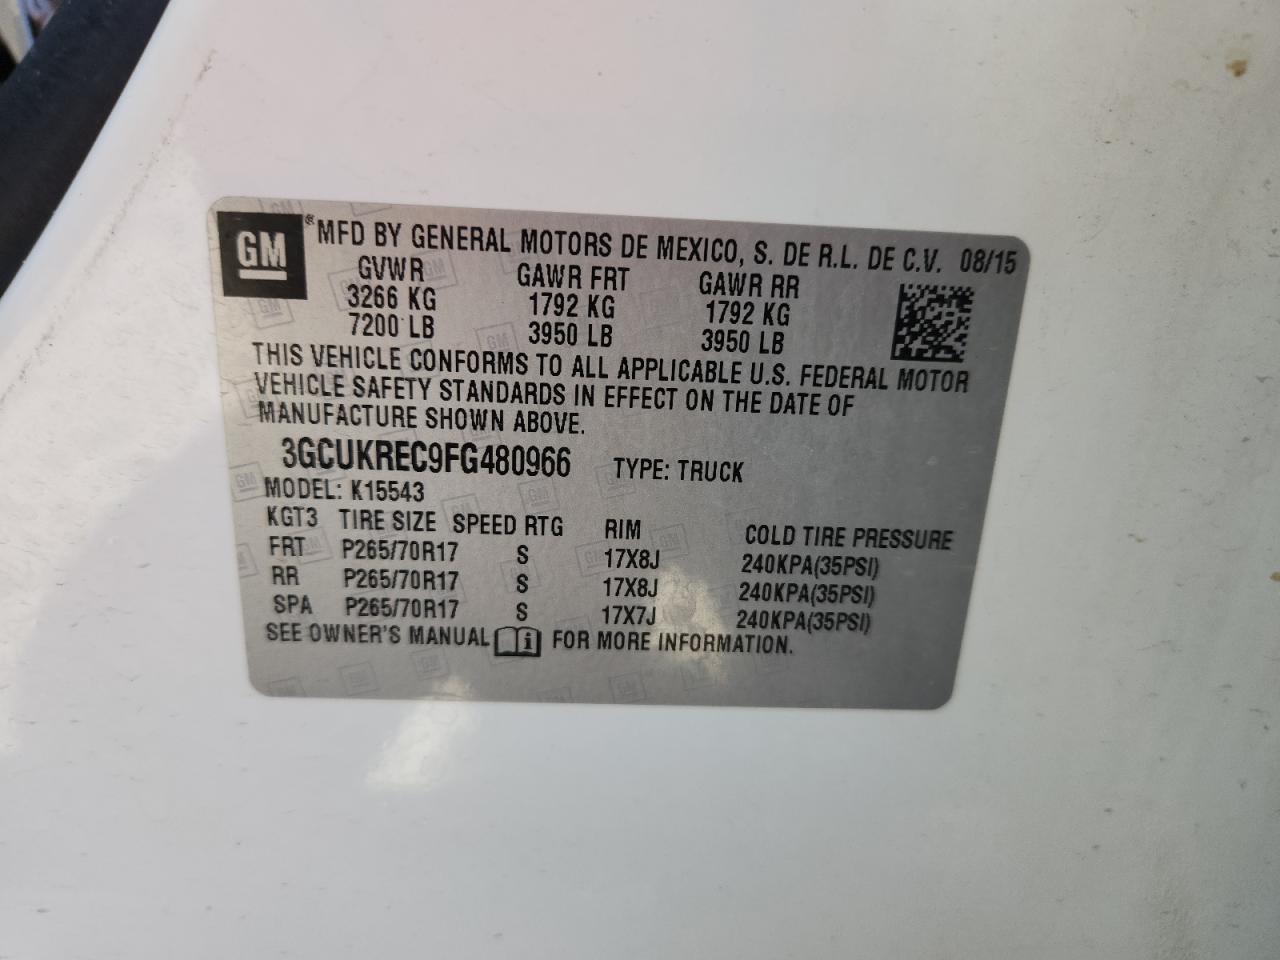 GM ® MFD BY GENERAL MOTORS DE MEXICO, S. DE R.L. DE C.V. 08/15
GVWR GAWR FRT GAWR RR
3266 KG 1792 KG 1792 KG
7200 LB 3950 LB 3950 LB
THIS VEHICLE CONFORMS TO ALL APPLICABLE U.S. FEDERAL MOTOR
VEHICLE SAFETY STANDARDS IN EFFECT ON THE DATE OF
MANUFACTURE SHOWN ABOVE.
3GCUKREC9FG480966 TYPE: TRUCK
MODEL: K15543
KGT3 TIRE SIZE SPEED RTG RIM COLD TIRE PRESSURE
FRT P265/70R17 S 17X8J 240KPA(35PSI)
RR P265/70R17 S 17X8J 240KPA(35PSI)
SPA P265/70R17 S 17X7J 240KPA(35PSI)
SEE OWNER'S MANUAL i FOR MORE INFORMATION.